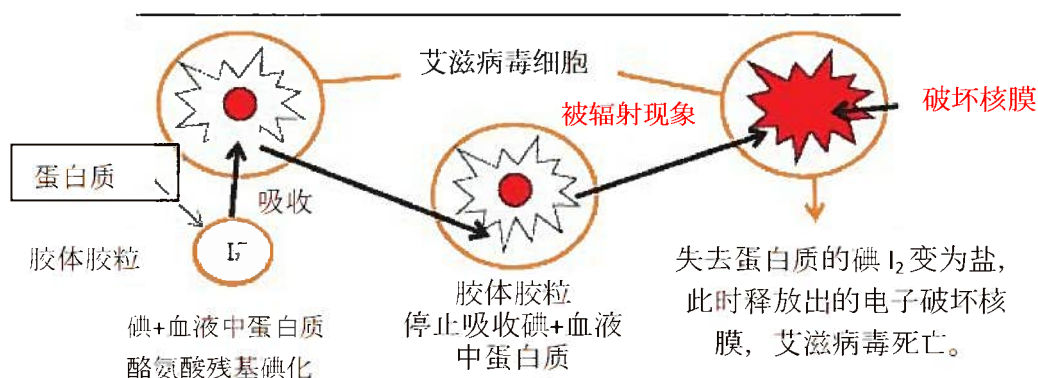 艾滋病毒细胞
破坏核膜
被辐射现象
蛋白质
吸收
I₂⁻
胶体胶粒
碘+血液中蛋白质
酪氨酸残基碘化
胶体胶粒
停止吸收碘+血液
中蛋白质
失去蛋白质的碘 I₂ 变为盐，
此时释放出的电子破坏核
膜，艾滋病毒死亡。